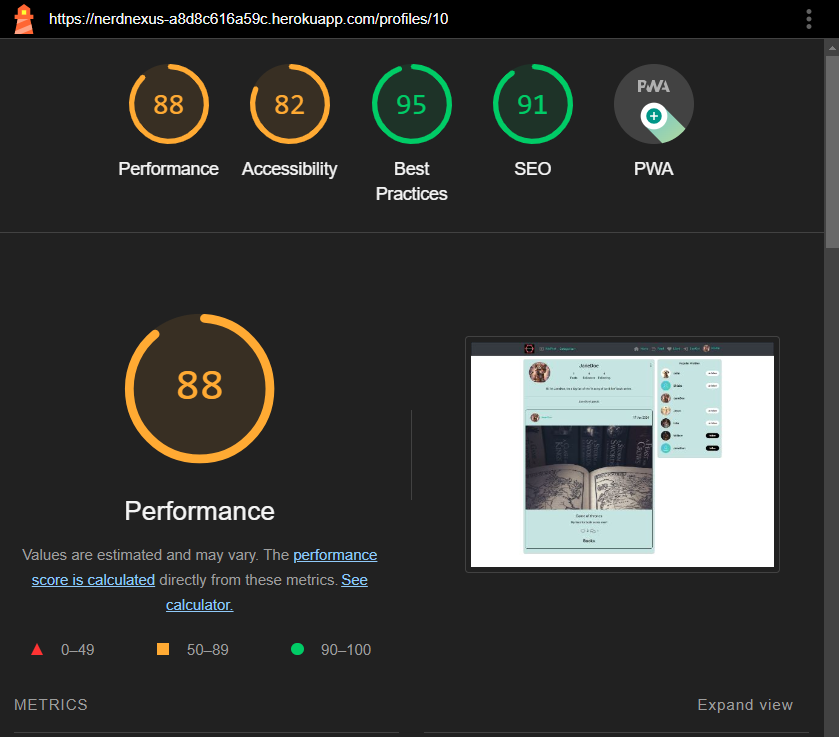 https://nerdnexus-a8d8c616a59c.herokuapp.com/profiles/10
88
82
95
91
PWA
Performance
Accessibility
Best
Practices
SEO
PWA
88
Performance
Values are estimated and may vary. The performance
score is calculated directly from these metrics. See
calculator.
0–49
50–89
90–100
JaneDoe
METRICS
Expand view